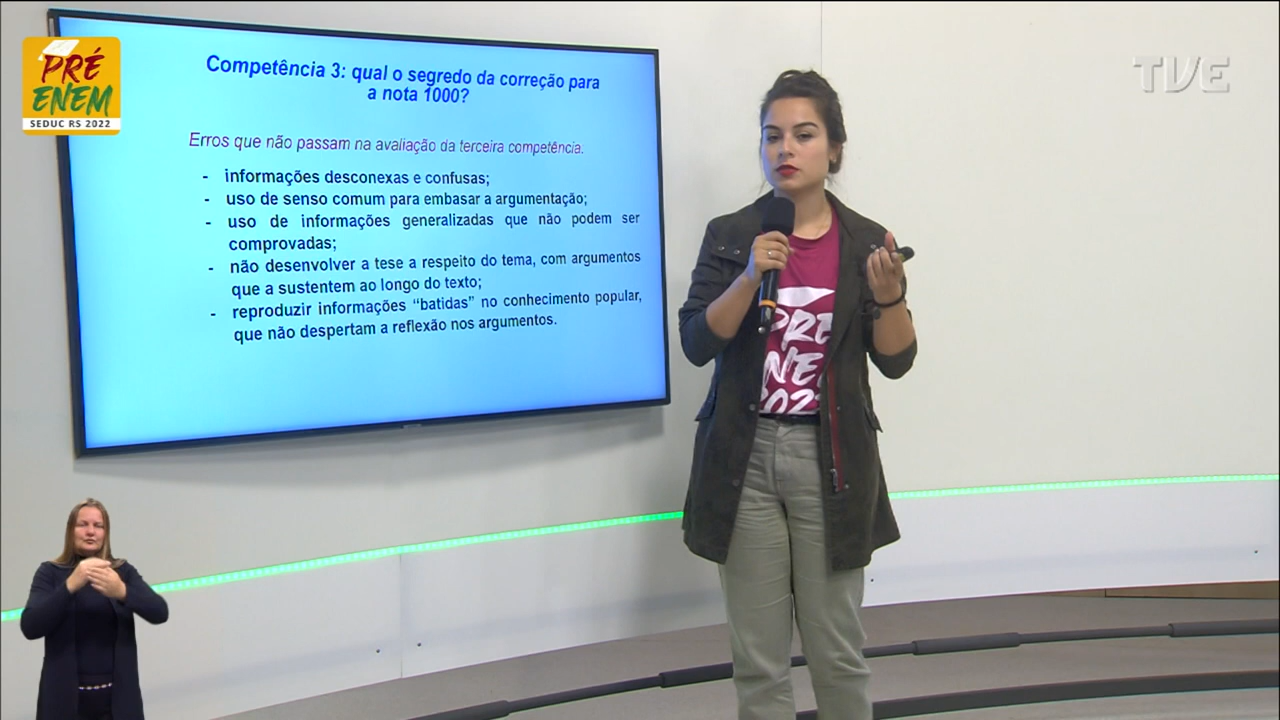 PRÉ
ENEM
SEDUC RS 2022
TVE
Competência 3: qual o segredo da correção para
a nota 1000?
Erros que não passam na avaliação da terceira competência.
- informações desconexas e confusas;
- uso de senso comum para embasar a argumentação;
- uso de informações generalizadas que não podem ser
comprovadas;
- não desenvolver a tese a respeito do tema, com argumentos
que a sustentem ao longo do texto;
- reproduzir informações “batidas” no conhecimento popular,
que não despertam a reflexão nos argumentos.
PRE
NE
202